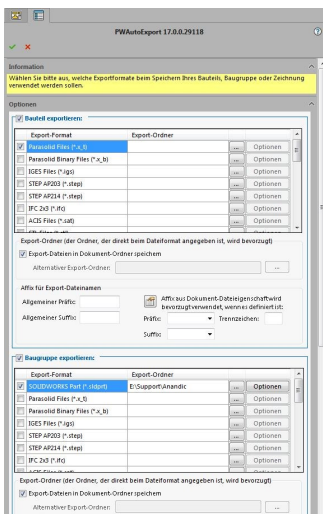 PWAutoExport 17.0.0.29118
Information
Wählen Sie bitte aus, welche Exportformate beim Speichern Ihres Bauteils, Baugruppe oder Zeichnung
verwendet werden sollen.
Optionen
Bauteil exportieren:
Export-Format Export-Ordner
Parasolid Files (*.x_t) ... Optionen
Parasolid Binary Files (*.x_b) ... Optionen
IGES Files (*.igs) ... Optionen
STEP AP203 (*.step) ... Optionen
STEP AP214 (*.step) ... Optionen
IFC 2x3 (*.ifc) ... Optionen
ACIS Files (*.sat) ... Optionen
Export-Ordner (der Ordner, der direkt beim Dateiformat angegeben ist, wird bevorzugt)
Export-Dateien in Dokument-Ordner speichern
Alternativer Export-Ordner: ...
Affix für Export-Dateinamen
Allgemeiner Präfix:
Allgemeiner Suffix:
Affix aus Dokument-Dateieigenschaft wird
bevorzugt verwendet, wenn es definiert ist:
Präfix: Trennzeichen:
Suffix:
Baugruppe exportieren:
Export-Format Export-Ordner
SOLIDWORKS Part (*.sldprt) E:\Support\Anandic ... Optionen
Parasolid Files (*.x_t) ... Optionen
Parasolid Binary Files (*.x_b) ... Optionen
IGES Files (*.igs) ... Optionen
STEP AP203 (*.step) ... Optionen
STEP AP214 (*.step) ... Optionen
IFC 2x3 (*.ifc) ... Optionen
Export-Ordner (der Ordner, der direkt beim Dateiformat angegeben ist, wird bevorzugt)
Export-Dateien in Dokument-Ordner speichern
Alternativer Export-Ordner: ...